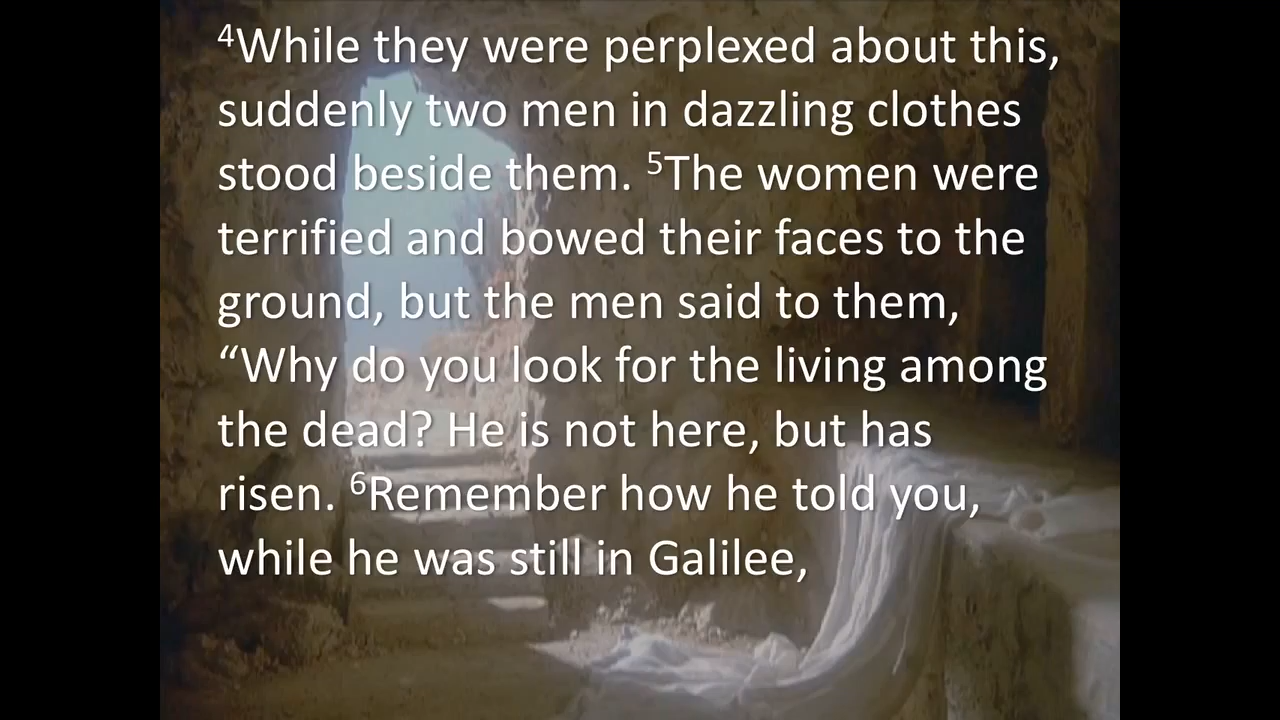 ⁴While they were perplexed about this,
suddenly two men in dazzling clothes
stood beside them. ⁵The women were
terrified and bowed their faces to the
ground, but the men said to them,
“Why do you look for the living among
the dead? He is not here, but has
risen. ⁶Remember how he told you,
while he was still in Galilee,